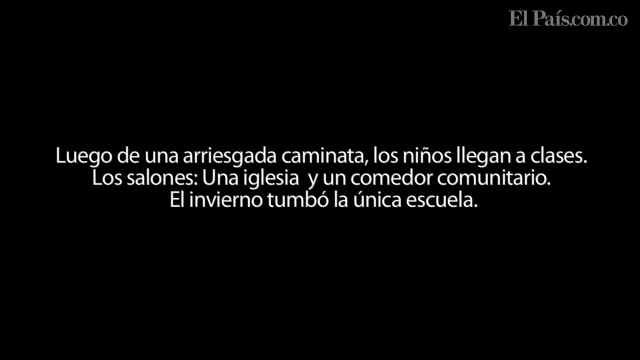 El País.com.co
Luego de una arriesgada caminata, los niños llegan a clases.
Los salones: Una iglesia  y un comedor comunitario.
El invierno tumbó la única escuela.